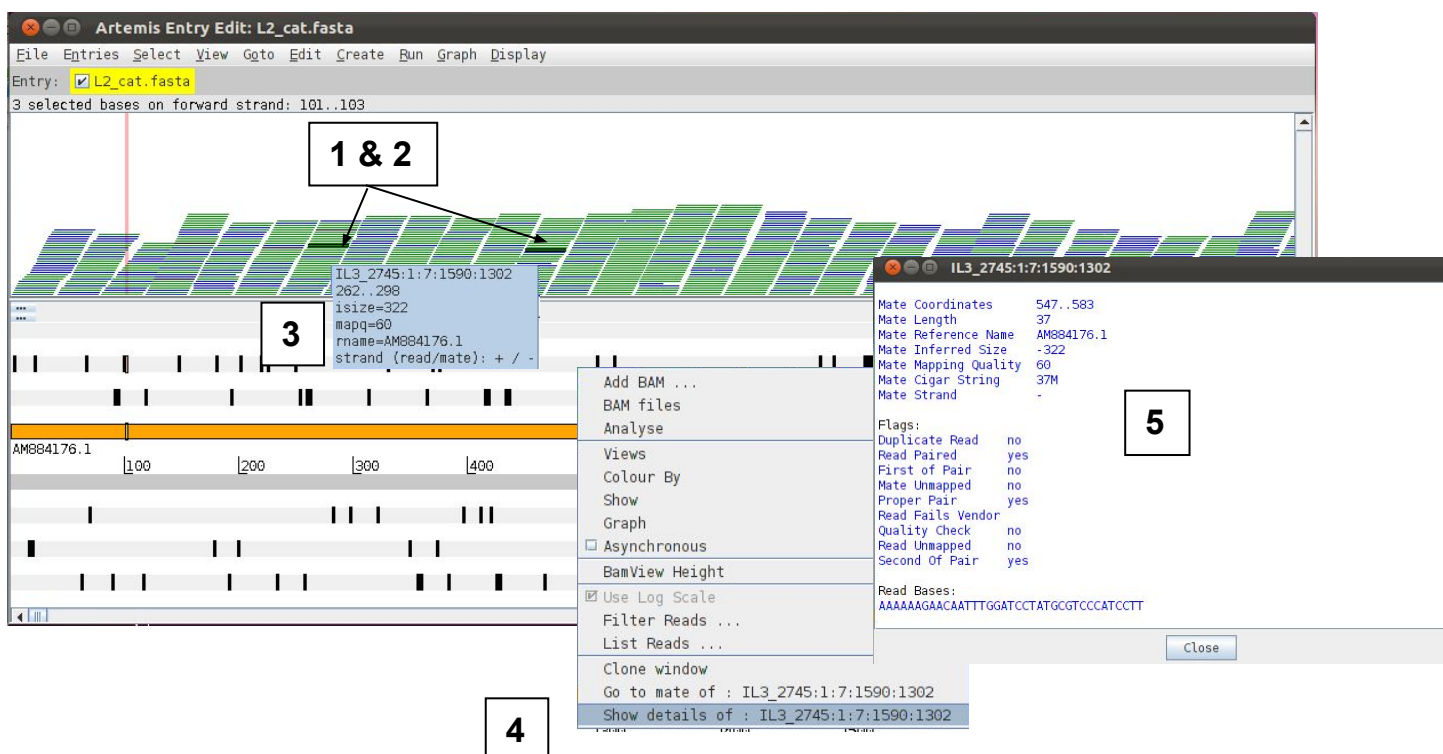 Artemis Entry Edit: L2_cat.fasta
File Entries Select View Goto Edit Create Run Graph Display
Entry: L2_cat.fasta
3 selected bases on forward strand: 101..103
1 & 2
IL3_2745:1:7:1590:1302
262..298
isize=322
mapq=60
rname=AM884176.1
strand (read/mate): + / -
3
AM884176.1
100 200 300 400
Add BAM ...
BAM files
Analyse
Views
Colour By
Show
Graph
Asynchronous
BamView Height
Use Log Scale
Filter Reads ...
List Reads ...
Clone window
Go to mate of : IL3_2745:1:7:1590:1302
Show details of : IL3_2745:1:7:1590:1302
4
IL3_2745:1:7:1590:1302
Mate Coordinates 547..583
Mate Length 37
Mate Reference Name AM884176.1
Mate Inferred Size -322
Mate Mapping Quality 60
Mate Cigar String 37M
Mate Strand -
Flags:
Duplicate Read no
Read Paired yes
First of Pair no
Mate Unmapped no
Proper Pair yes
Read Fails Vendor
Quality Check no
Read Unmapped no
Second Of Pair yes
Read Bases:
AAAAAAGAACAATTTGGATCCTATGCGTCCCATCCTT
5
Close